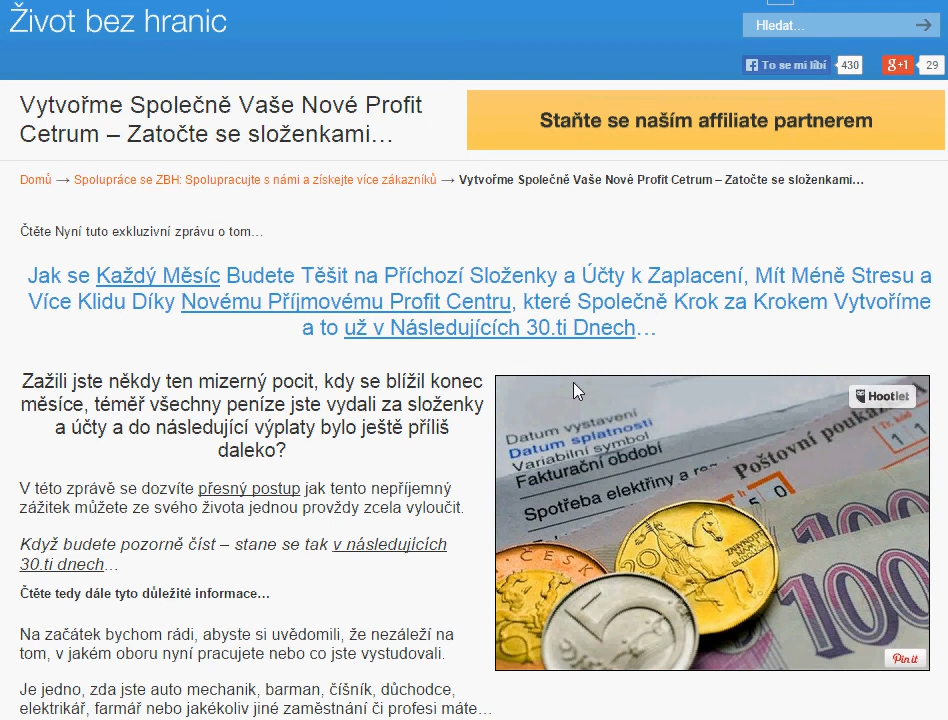 Život bez hranic
Hledat...
To se mi líbí 430
g+1 29
Vytvořme Společně Vaše Nové Profit
Cetrum – Zatočte se složenkami…
Staňte se naším affiliate partnerem
Domů → Spolupráce se ZBH: Spolupracujte s námi a získejte více zákazníků → Vytvořme Společně Vaše Nové Profit Cetrum – Zatočte se složenkami…
Čtěte Nyní tuto exkluzivní zprávu o tom…
Jak se Každý Měsíc Budete Těšit na Příchozí Složenky a Účty k Zaplacení, Mít Méně Stresu a
Více Klidu Díky Novému Příjmovému Profit Centru, které Společně Krok za Krokem Vytvoříme
a to už v Následujících 30.ti Dnech…
Zažili jste někdy ten mizerný pocit, kdy se blížil konec
měsíce, téměř všechny peníze jste vydali za složenky
a účty a do následující výplaty bylo ještě příliš
daleko?
V této zprávě se dozvíte přesný postup jak tento nepříjemný
zážitek můžete ze svého života jednou provždy zcela vyloučit.
Když budete pozorně číst – stane se tak v následujících
30.ti dnech…
Čtěte tedy dále tyto důležité informace…
Na začátek bychom rádi, abyste si uvědomili, že nezáleží na
tom, v jakém oboru nyní pracujete nebo co jste vystudovali.
Je jedno, zda jste auto mechanik, barman, číšník, důchodce,
elektrikář, farmář nebo jakékoliv jiné zaměstnání či profesi máte…
Hootlet
Datum vystavení
Datum splatnosti
Variabilní symbol
Fakturační období
Spotřeba elektřiny a
Poštovní
Tr. kód
1 1
5 0
ČESK
5
100
100
Pin it